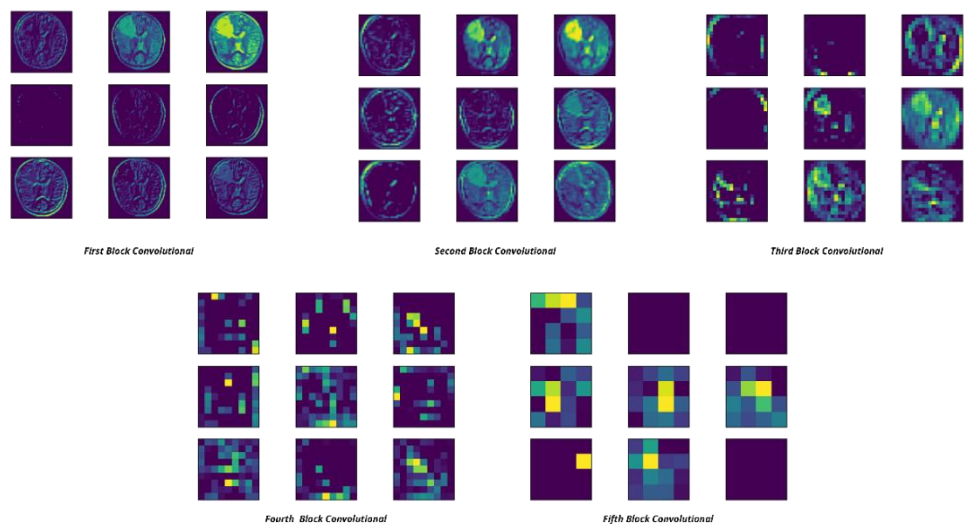 First Block Convolutional
Second Block Convolutional
Third Block Convolutional
Fourth Block Convolutional
Fifth Block Convolutional